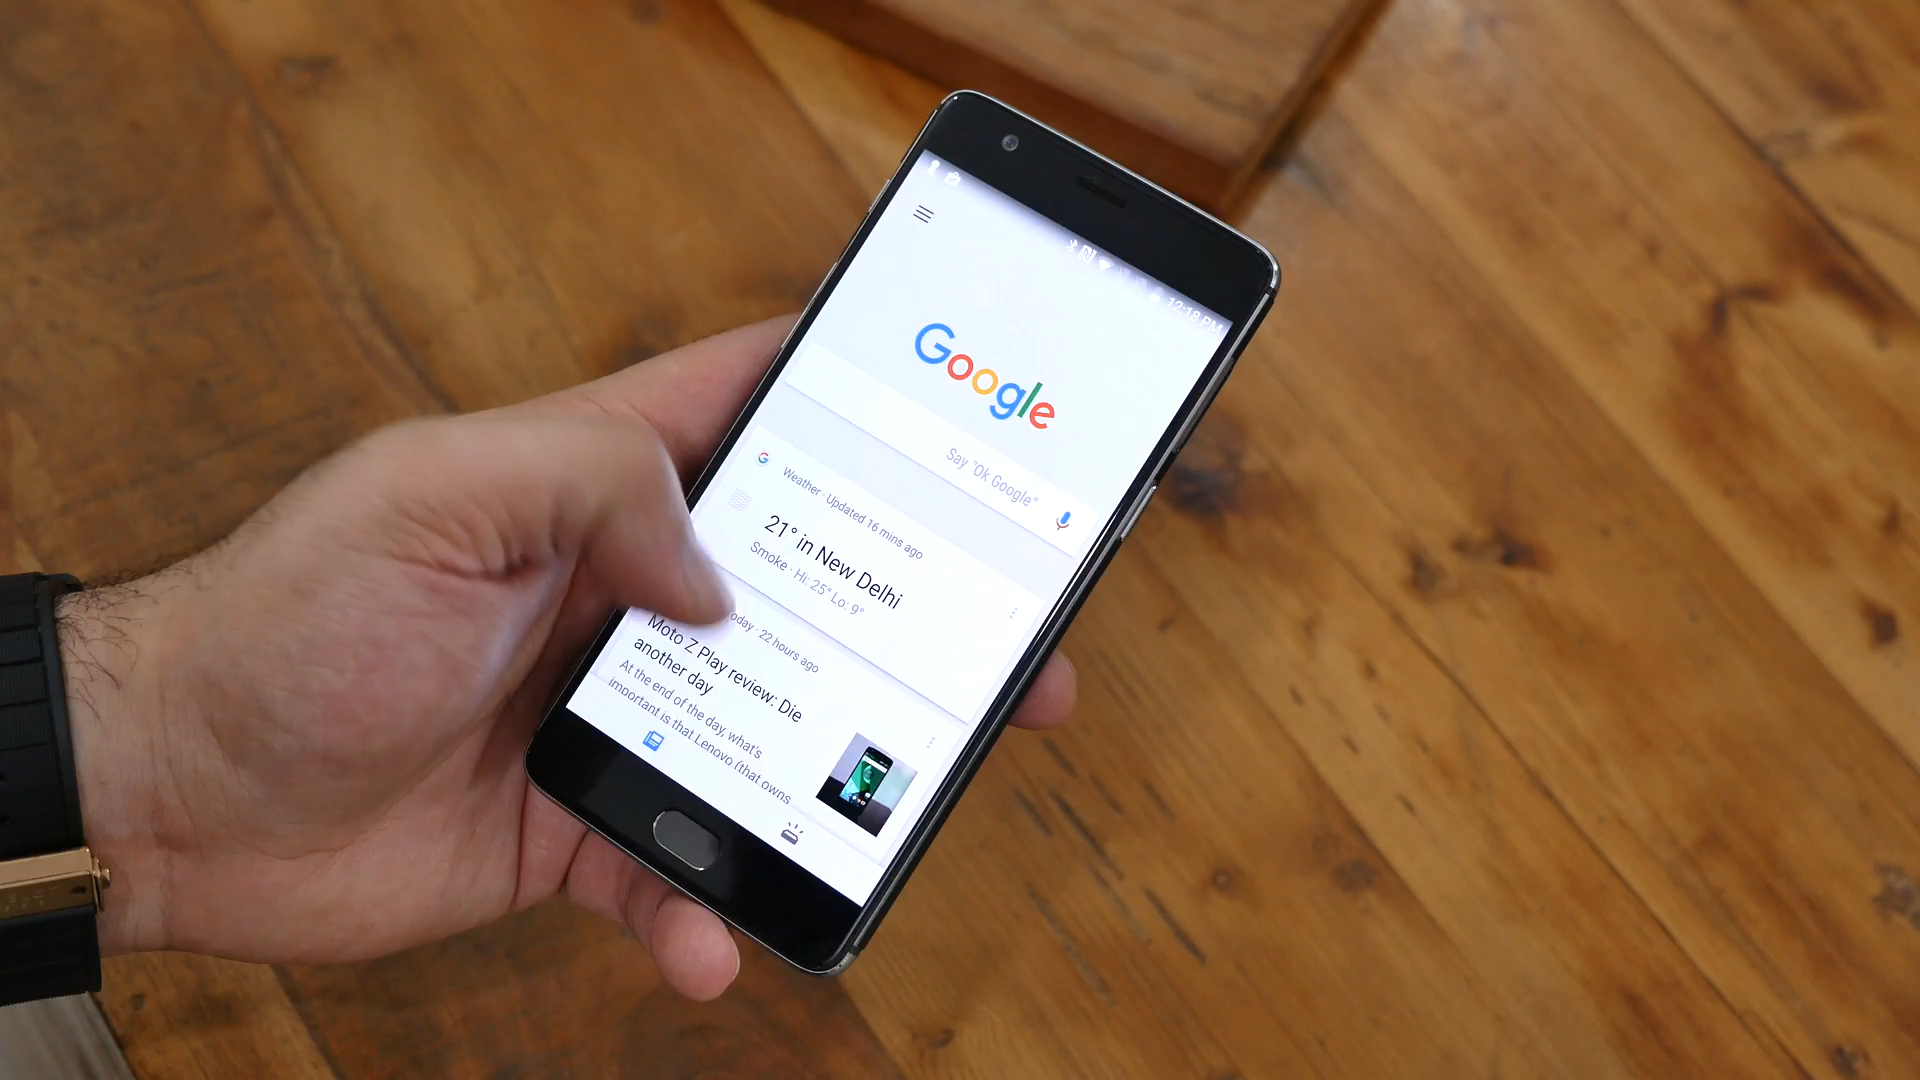 12:18 PM
Google
Say "Ok Google"
Weather · Updated 16 mins ago
21° in New Delhi
Smoke · Hi: 25° Lo: 9°
oday · 22 hours ago
Moto Z Play review: Die
another day
At the end of the day, what's
important is that Lenovo (that owns